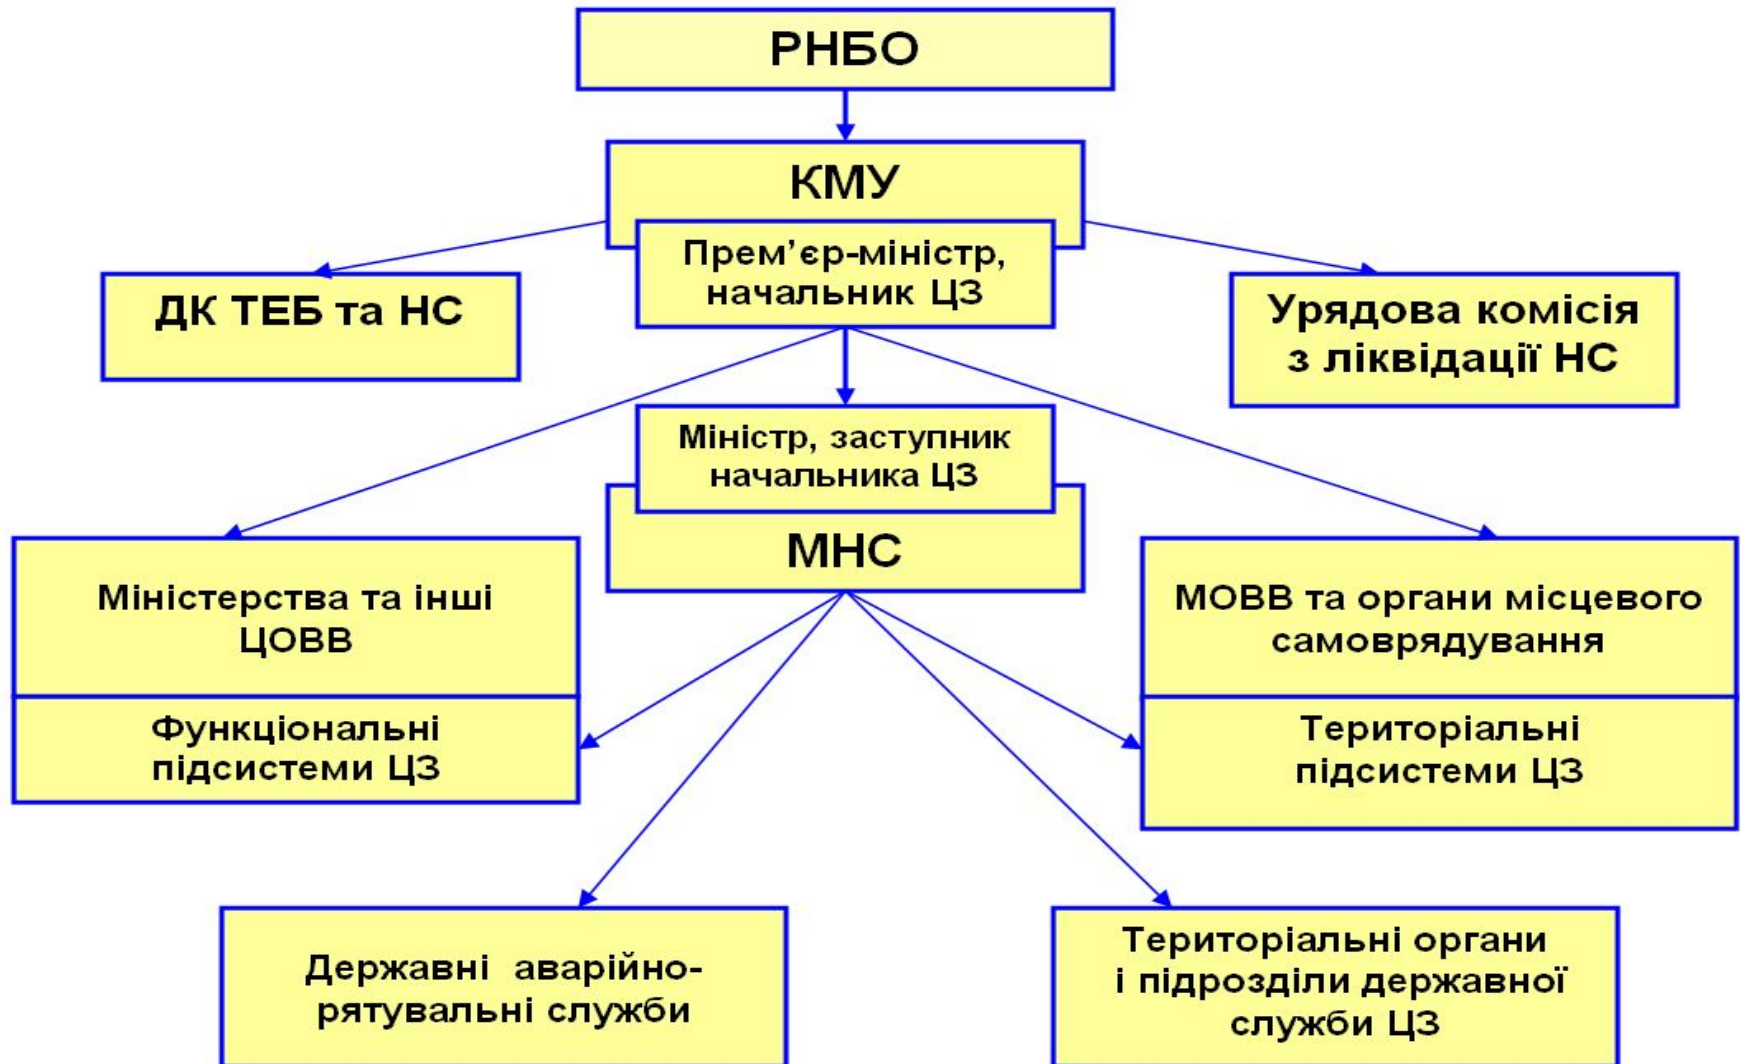 РНБО
КМУ
Прем’єр-міністр,
начальник ЦЗ
ДК ТЕБ та НС
Урядова комісія
з ліквідації НС
Міністр, заступник
начальника ЦЗ
МНС
Міністерства та інші
ЦОВВ
МОВВ та органи місцевого
самоврядування
Функціональні
підсистеми ЦЗ
Територіальні
підсистеми ЦЗ
Державні аварійно-
рятувальні служби
Територіальні органи
і підрозділи державної
служби ЦЗ